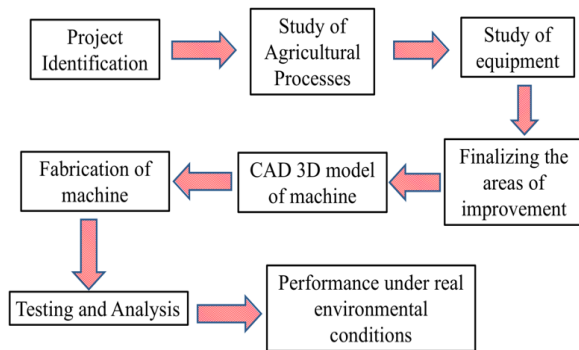 Project
Identification
Study of
Agricultural
Processes
Study of
equipment
Finalizing the
areas of
improvement
CAD 3D model
of machine
Fabrication of
machine
Testing and Analysis
Performance under real
environmental
conditions